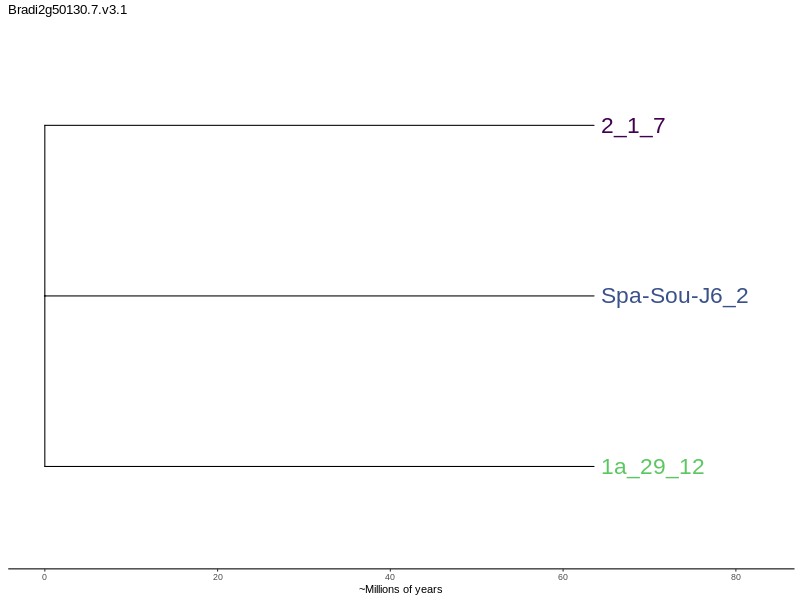 Bradi2g50130.7.v3.1
2_1_7
Spa-Sou-J6_2
1a_29_12
0 20 40 60 80
~Millions of years